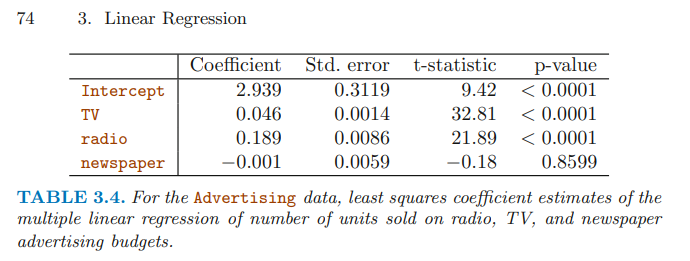 74 3. Linear Regression
Coefficient Std. error t-statistic p-value
Intercept 2.939 0.3119 9.42 < 0.0001
TV 0.046 0.0014 32.81 < 0.0001
radio 0.189 0.0086 21.89 < 0.0001
newspaper −0.001 0.0059 −0.18 0.8599
TABLE 3.4. For the Advertising data, least squares coefficient estimates of the
multiple linear regression of number of units sold on radio, TV, and newspaper
advertising budgets.